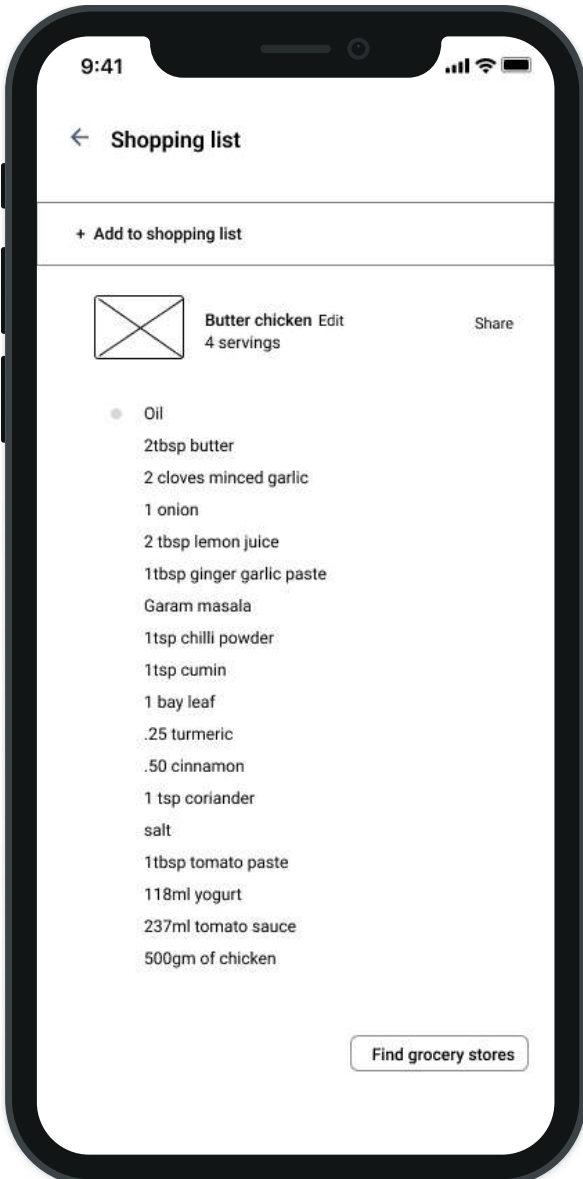 9:41
Shopping list
+ Add to shopping list
Butter chicken Edit
4 servings
Share
Oil
2tbsp butter
2 cloves minced garlic
1 onion
2 tbsp lemon juice
1tbsp ginger garlic paste
Garam masala
1tsp chilli powder
1tsp cumin
1 bay leaf
.25 turmeric
.50 cinnamon
1 tsp coriander
salt
1tbsp tomato paste
118ml yogurt
237ml tomato sauce
500gm of chicken
Find grocery stores